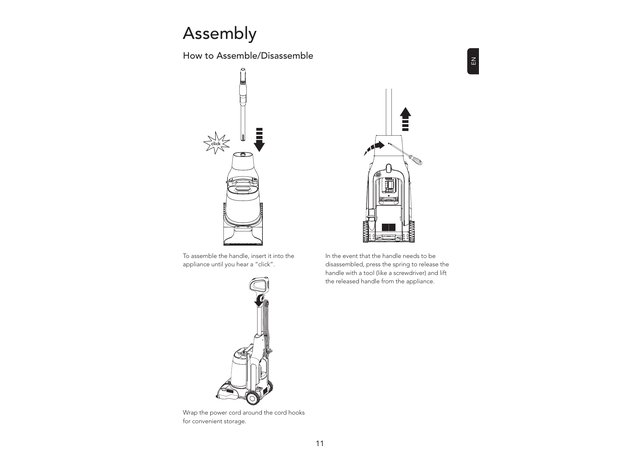 Assembly
How to Assemble/Disassemble
EN
click
To assemble the handle, insert it into the
appliance until you hear a "click".
In the event that the handle needs to be
disassembled, press the spring to release the
handle with a tool (like a screwdriver) and lift
the released handle from the appliance.
Wrap the power cord around the cord hooks
for convenient storage.
11